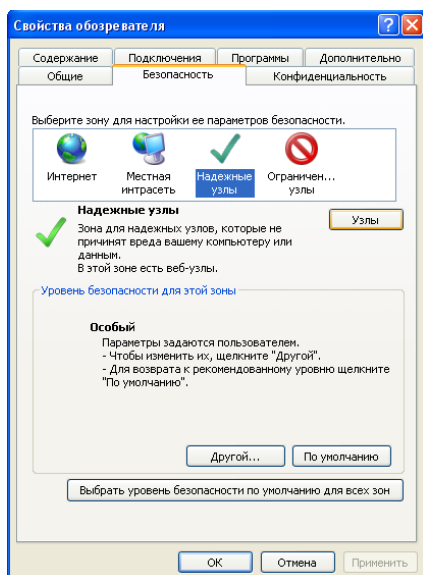 Свойства обозревателя
Содержание Подключения Программы Дополнительно
Общие Безопасность Конфиденциальность
Выберите зону для настройки ее параметров безопасности.
Интернет Местная интрасеть Надежные узлы Ограничен... узлы
Надежные узлы
Узлы
Зона для надежных узлов, которые не
причинят вреда вашему компьютеру или
данным.
В этой зоне есть веб-узлы.
Уровень безопасности для этой зоны
Особый
Параметры задаются пользователем.
- Чтобы изменить их, щелкните "Другой".
- Для возврата к рекомендованному уровню щелкните
"По умолчанию".
Другой... По умолчанию
Выбрать уровень безопасности по умолчанию для всех зон
OK Отмена Применить